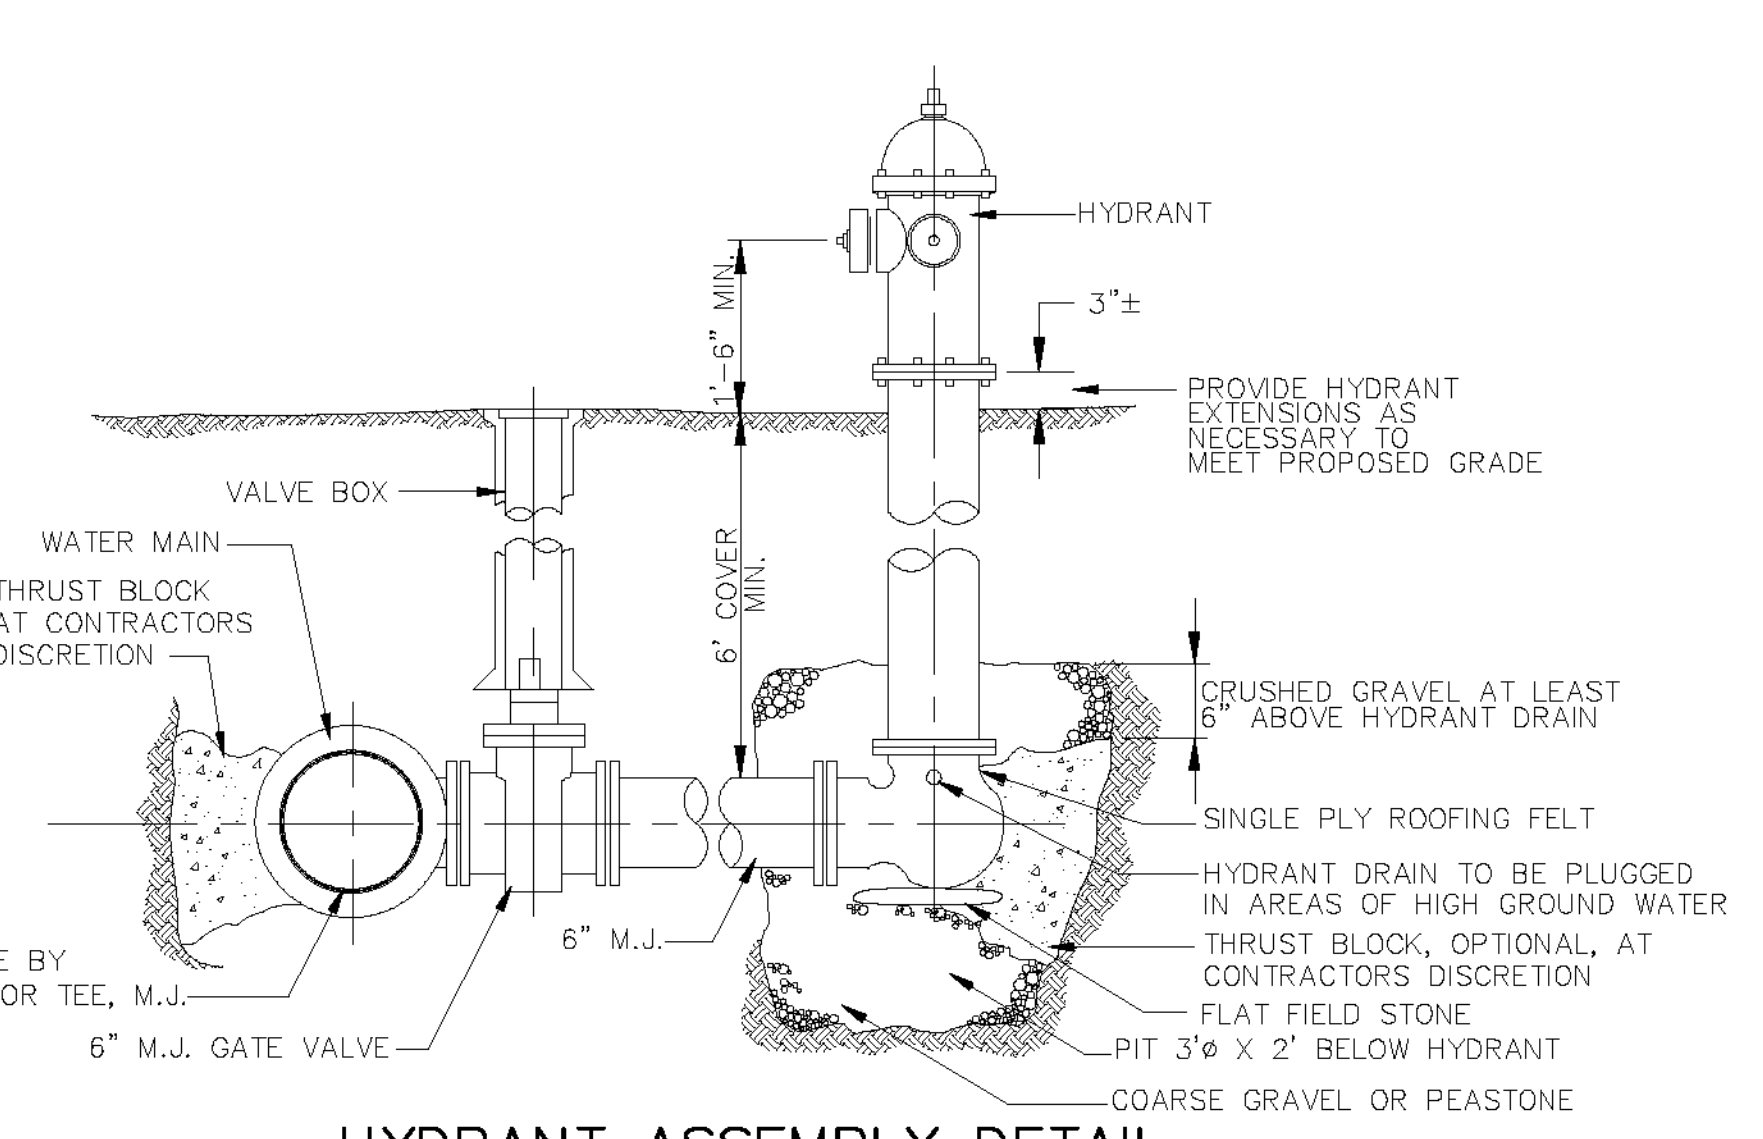 HYDRANT
3"±
1'-6" MIN.
PROVIDE HYDRANT
EXTENSIONS AS
NECESSARY TO
MEET PROPOSED GRADE
VALVE BOX
WATER MAIN
THRUST BLOCK
AT CONTRACTORS
DISCRETION
6' COVER
MIN.
CRUSHED GRAVEL AT LEAST
6" ABOVE HYDRANT DRAIN
SINGLE PLY ROOFING FELT
HYDRANT DRAIN TO BE PLUGGED
IN AREAS OF HIGH GROUND WATER
6" M.J.
THRUST BLOCK, OPTIONAL, AT
CONTRACTORS DISCRETION
E BY
OR TEE, M.J.
FLAT FIELD STONE
6" M.J. GATE VALVE
PIT 3'ø X 2' BELOW HYDRANT
COARSE GRAVEL OR PEASTONE
HYDRANT ASSEMBLY DETAIL